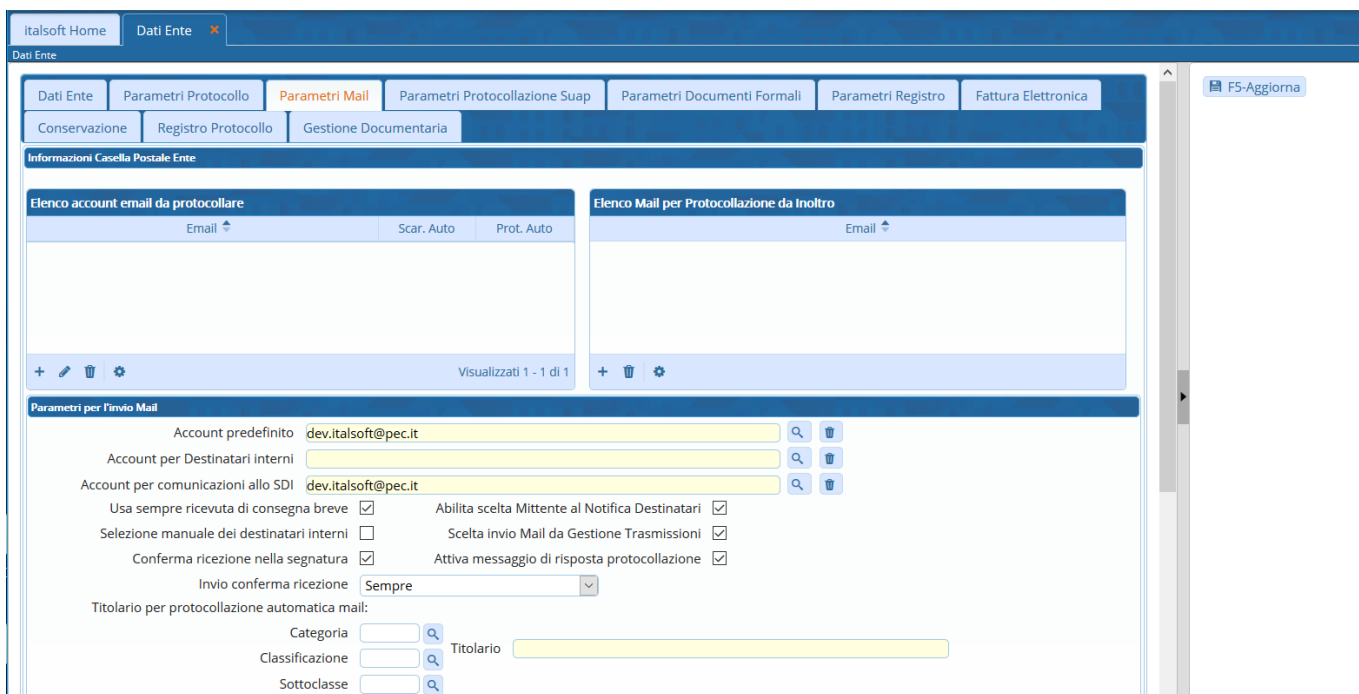 italsoft Home
Dati Ente
Dati Ente
F5-Aggiorna
Dati Ente
Parametri Protocollo
Parametri Mail
Parametri Protocollazione Suap
Parametri Documenti Formali
Parametri Registro
Fattura Elettronica
Conservazione
Registro Protocollo
Gestione Documentaria
Informazioni Casella Postale Ente
Elenco account email da protocollare
Email
Scar. Auto
Prot. Auto
Visualizzati 1 - 1 di 1
Elenco Mail per Protocollazione da Inoltro
Email
Parametri per l'invio Mail
Account predefinito dev.italsoft@pec.it
Account per Destinatari interni
Account per comunicazioni allo SDI dev.italsoft@pec.it
Usa sempre ricevuta di consegna breve
Abilita scelta Mittente al Notifica Destinatari
Selezione manuale dei destinatari interni
Scelta invio Mail da Gestione Trasmissioni
Conferma ricezione nella segnatura
Attiva messaggio di risposta protocollazione
Invio conferma ricezione Sempre
Titolario per protocollazione automatica mail:
Categoria
Titolario
Classificazione
Sottoclasse